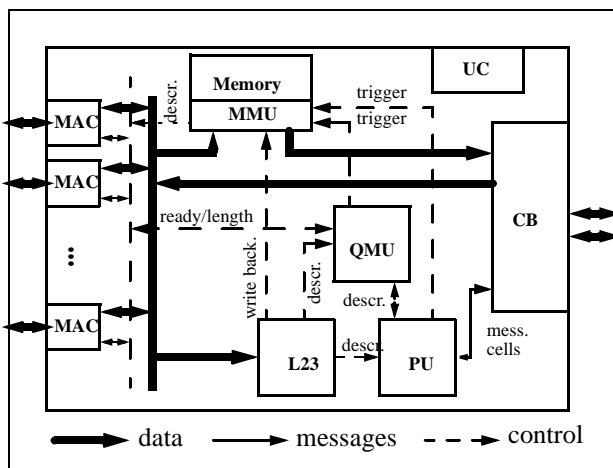 Memory
UC
descr.
MMU
trigger
MAC
trigger
MAC
CB
ready/length
...
QMU
write back.
descr.
descr.
MAC
mess.
cells
L23
descr.
PU
data
messages
control